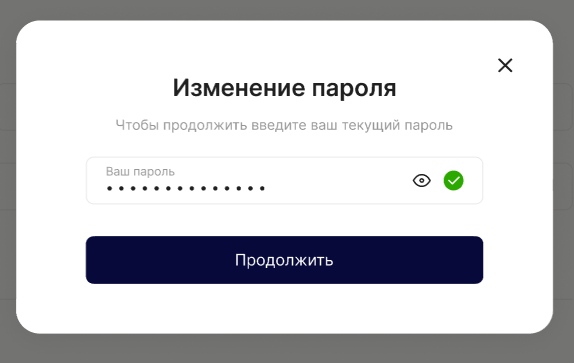 Изменение пароля
Чтобы продолжить введите ваш текущий пароль
Ваш пароль
••••••••••••••
Продолжить